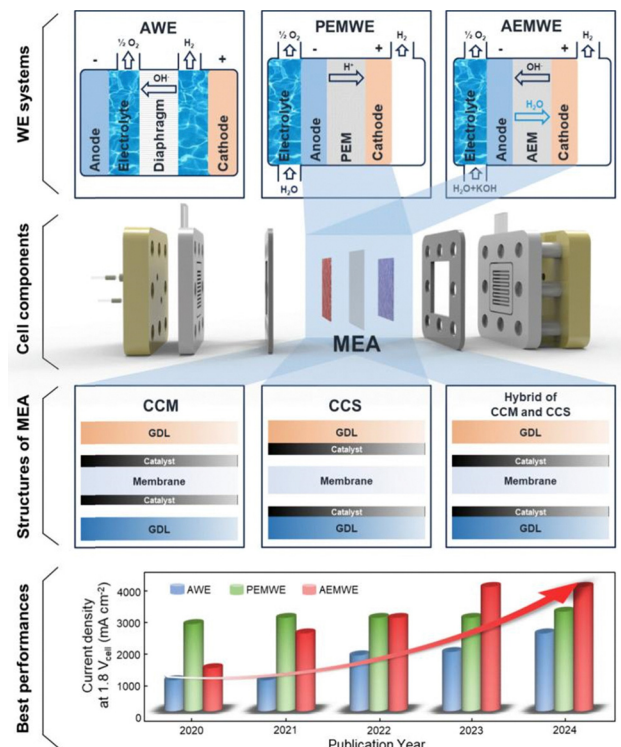 WE systems
AWE
½ O₂
H₂
-
+
OH⁻
Anode
Electrolyte
Diaphragm
Cathode
PEMWE
½ O₂
-
+
H₂
H⁺
Electrolyte
Anode
PEM
Cathode
H₂O
AEMWE
½ O₂
-
+
H₂
OH⁻
H₂O
Electrolyte
Anode
AEM
Cathode
H₂O+KOH
Cell components
MEA
Structures of MEA
CCM
GDL
Catalyst
Membrane
Catalyst
GDL
CCS
GDL
Catalyst
Membrane
Catalyst
GDL
Hybrid of
CCM and CCS
GDL
Catalyst
Membrane
Catalyst
GDL
Best performances
Current density
at 1.8 Vcell (mA cm⁻²)
4000
3000
2000
1000
0
AWE
PEMWE
AEMWE
2020
2021
2022
2023
2024
Publication Year